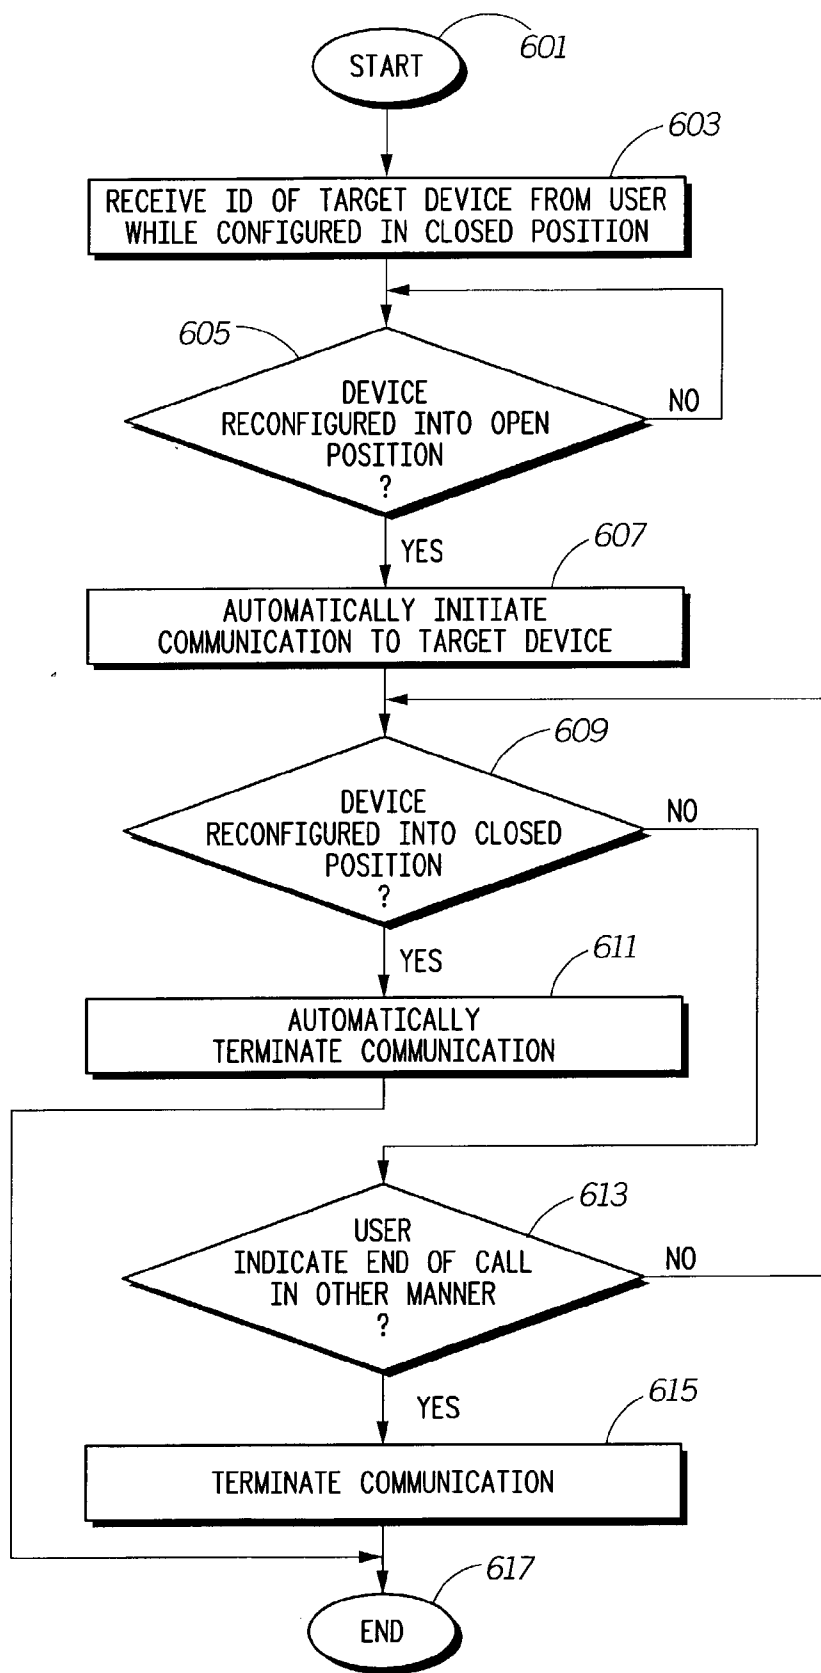 START
601
603
RECEIVE ID OF TARGET DEVICE FROM USER
WHILE CONFIGURED IN CLOSED POSITION
605
DEVICE
RECONFIGURED INTO OPEN
POSITION
?
NO
YES
607
AUTOMATICALLY INITIATE
COMMUNICATION TO TARGET DEVICE
609
DEVICE
RECONFIGURED INTO CLOSED
POSITION
?
NO
YES
611
AUTOMATICALLY
TERMINATE COMMUNICATION
613
USER
INDICATE END OF CALL
IN OTHER MANNER
?
NO
YES
615
TERMINATE COMMUNICATION
617
END